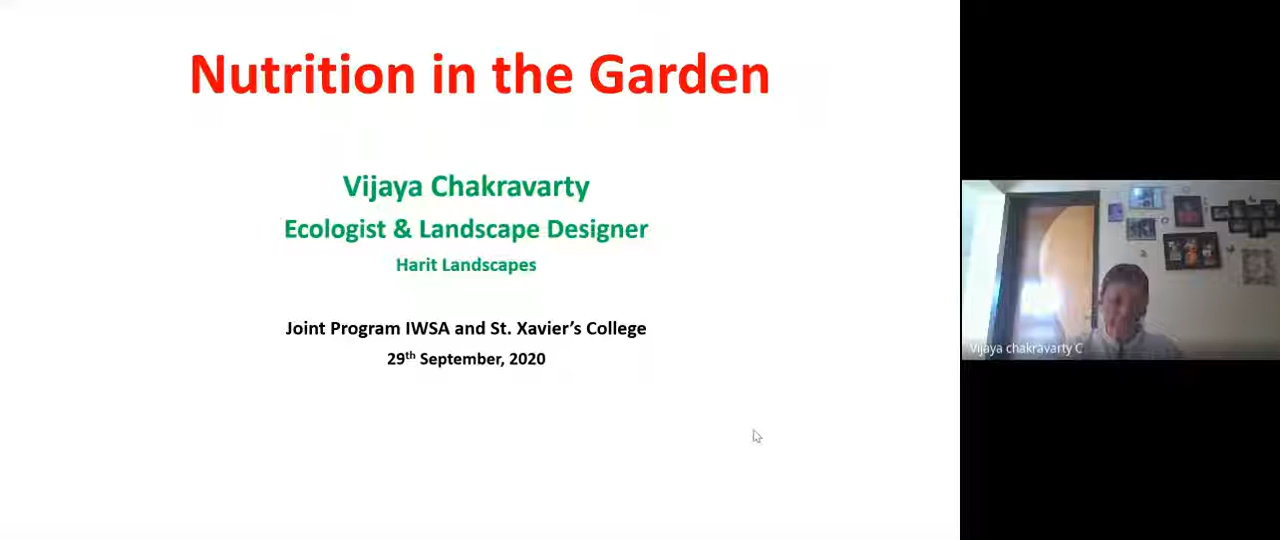 Nutrition in the Garden
Vijaya Chakravarty
Ecologist & Landscape Designer
Harit Landscapes
Joint Program IWSA and St. Xavier's College
29th September, 2020
Vijaya chakravarty C